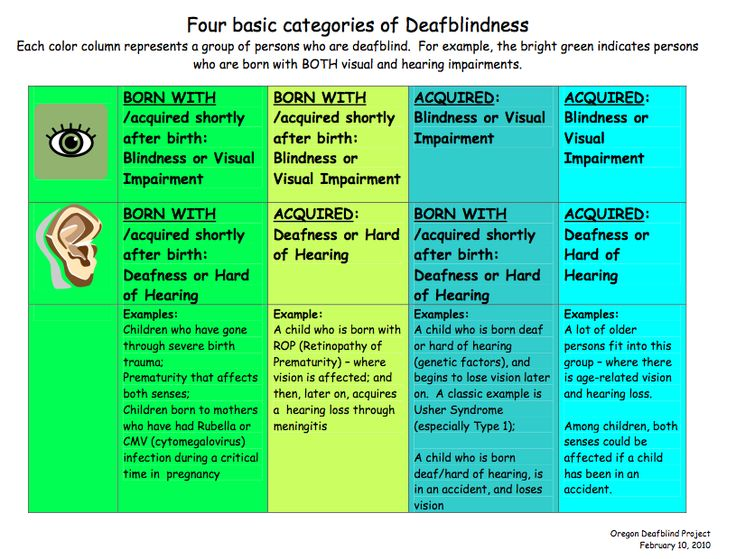 Four basic categories of Deafblindness
Each color column represents a group of persons who are deafblind.  For example, the bright green indicates persons
who are born with BOTH visual and hearing impairments.
BORN WITH
/acquired shortly
after birth:
Blindness or Visual
Impairment
BORN WITH
/acquired shortly
after birth:
Blindness or
Visual Impairment
ACQUIRED:
Blindness or Visual
Impairment
ACQUIRED:
Blindness or
Visual
Impairment
BORN WITH
/acquired shortly
after birth:
Deafness or Hard
of Hearing
ACQUIRED:
Deafness or Hard
of Hearing
BORN WITH
/acquired shortly
after birth:
Deafness or Hard
of Hearing
ACQUIRED:
Deafness or
Hard of
Hearing
Examples:
Children who have gone
through severe birth
trauma;
Prematurity that affects
both senses;
Children born to mothers
who have had Rubella or
CMV (cytomegalovirus)
infection during a critical
time in  pregnancy
Example:
A child who is born with
ROP (Retinopathy of
Prematurity) – where
vision is affected; and
then, later on, acquires
a  hearing loss through
meningitis
Examples:
A child who is born deaf
or hard of hearing
(genetic factors), and
begins to lose vision later
on.  A classic example is
Usher Syndrome
(especially Type 1);
A child who is born
deaf/hard of hearing, is
in an accident, and loses
vision
Examples:
A lot of older
persons fit into this
group – where there
is age-related vision
and hearing loss.
Among children, both
senses could be
affected if a child
has been in an
accident.
Oregon Deafblind Project
February 10, 2010